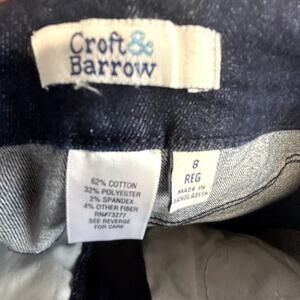 Croft&
Barrow
62% COTTON
32% POLYESTER
2% SPANDEX
4% OTHER FIBER
RN#73277
SEE REVERSE
FOR CARE
8
REG
MADE IN
BANGLADESH